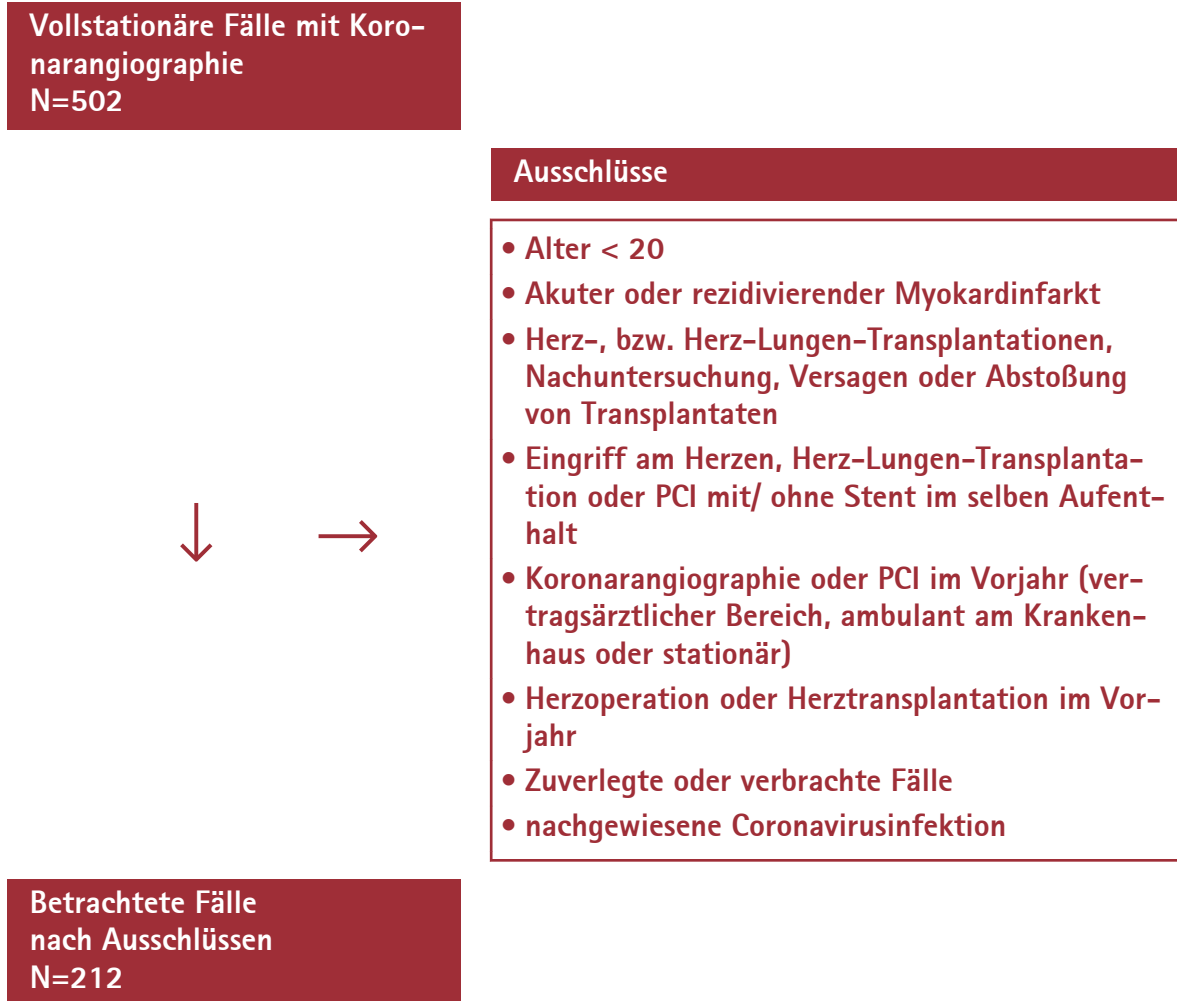 Vollstationäre Fälle mit Koro-
narangiographie
N=502
Ausschlüsse
• Alter < 20
• Akuter oder rezidivierender Myokardinfarkt
• Herz-, bzw. Herz-Lungen-Transplantationen,
Nachuntersuchung, Versagen oder Abstoßung
von Transplantaten
• Eingriff am Herzen, Herz-Lungen-Transplanta-
tion oder PCI mit/ ohne Stent im selben Aufent-
halt
• Koronarangiographie oder PCI im Vorjahr (ver-
tragsärztlicher Bereich, ambulant am Kranken-
haus oder stationär)
• Herzoperation oder Herztransplantation im Vor-
jahr
• Zuverlegte oder verbrachte Fälle
• nachgewiesene Coronavirusinfektion
Betrachtete Fälle
nach Ausschlüssen
N=212